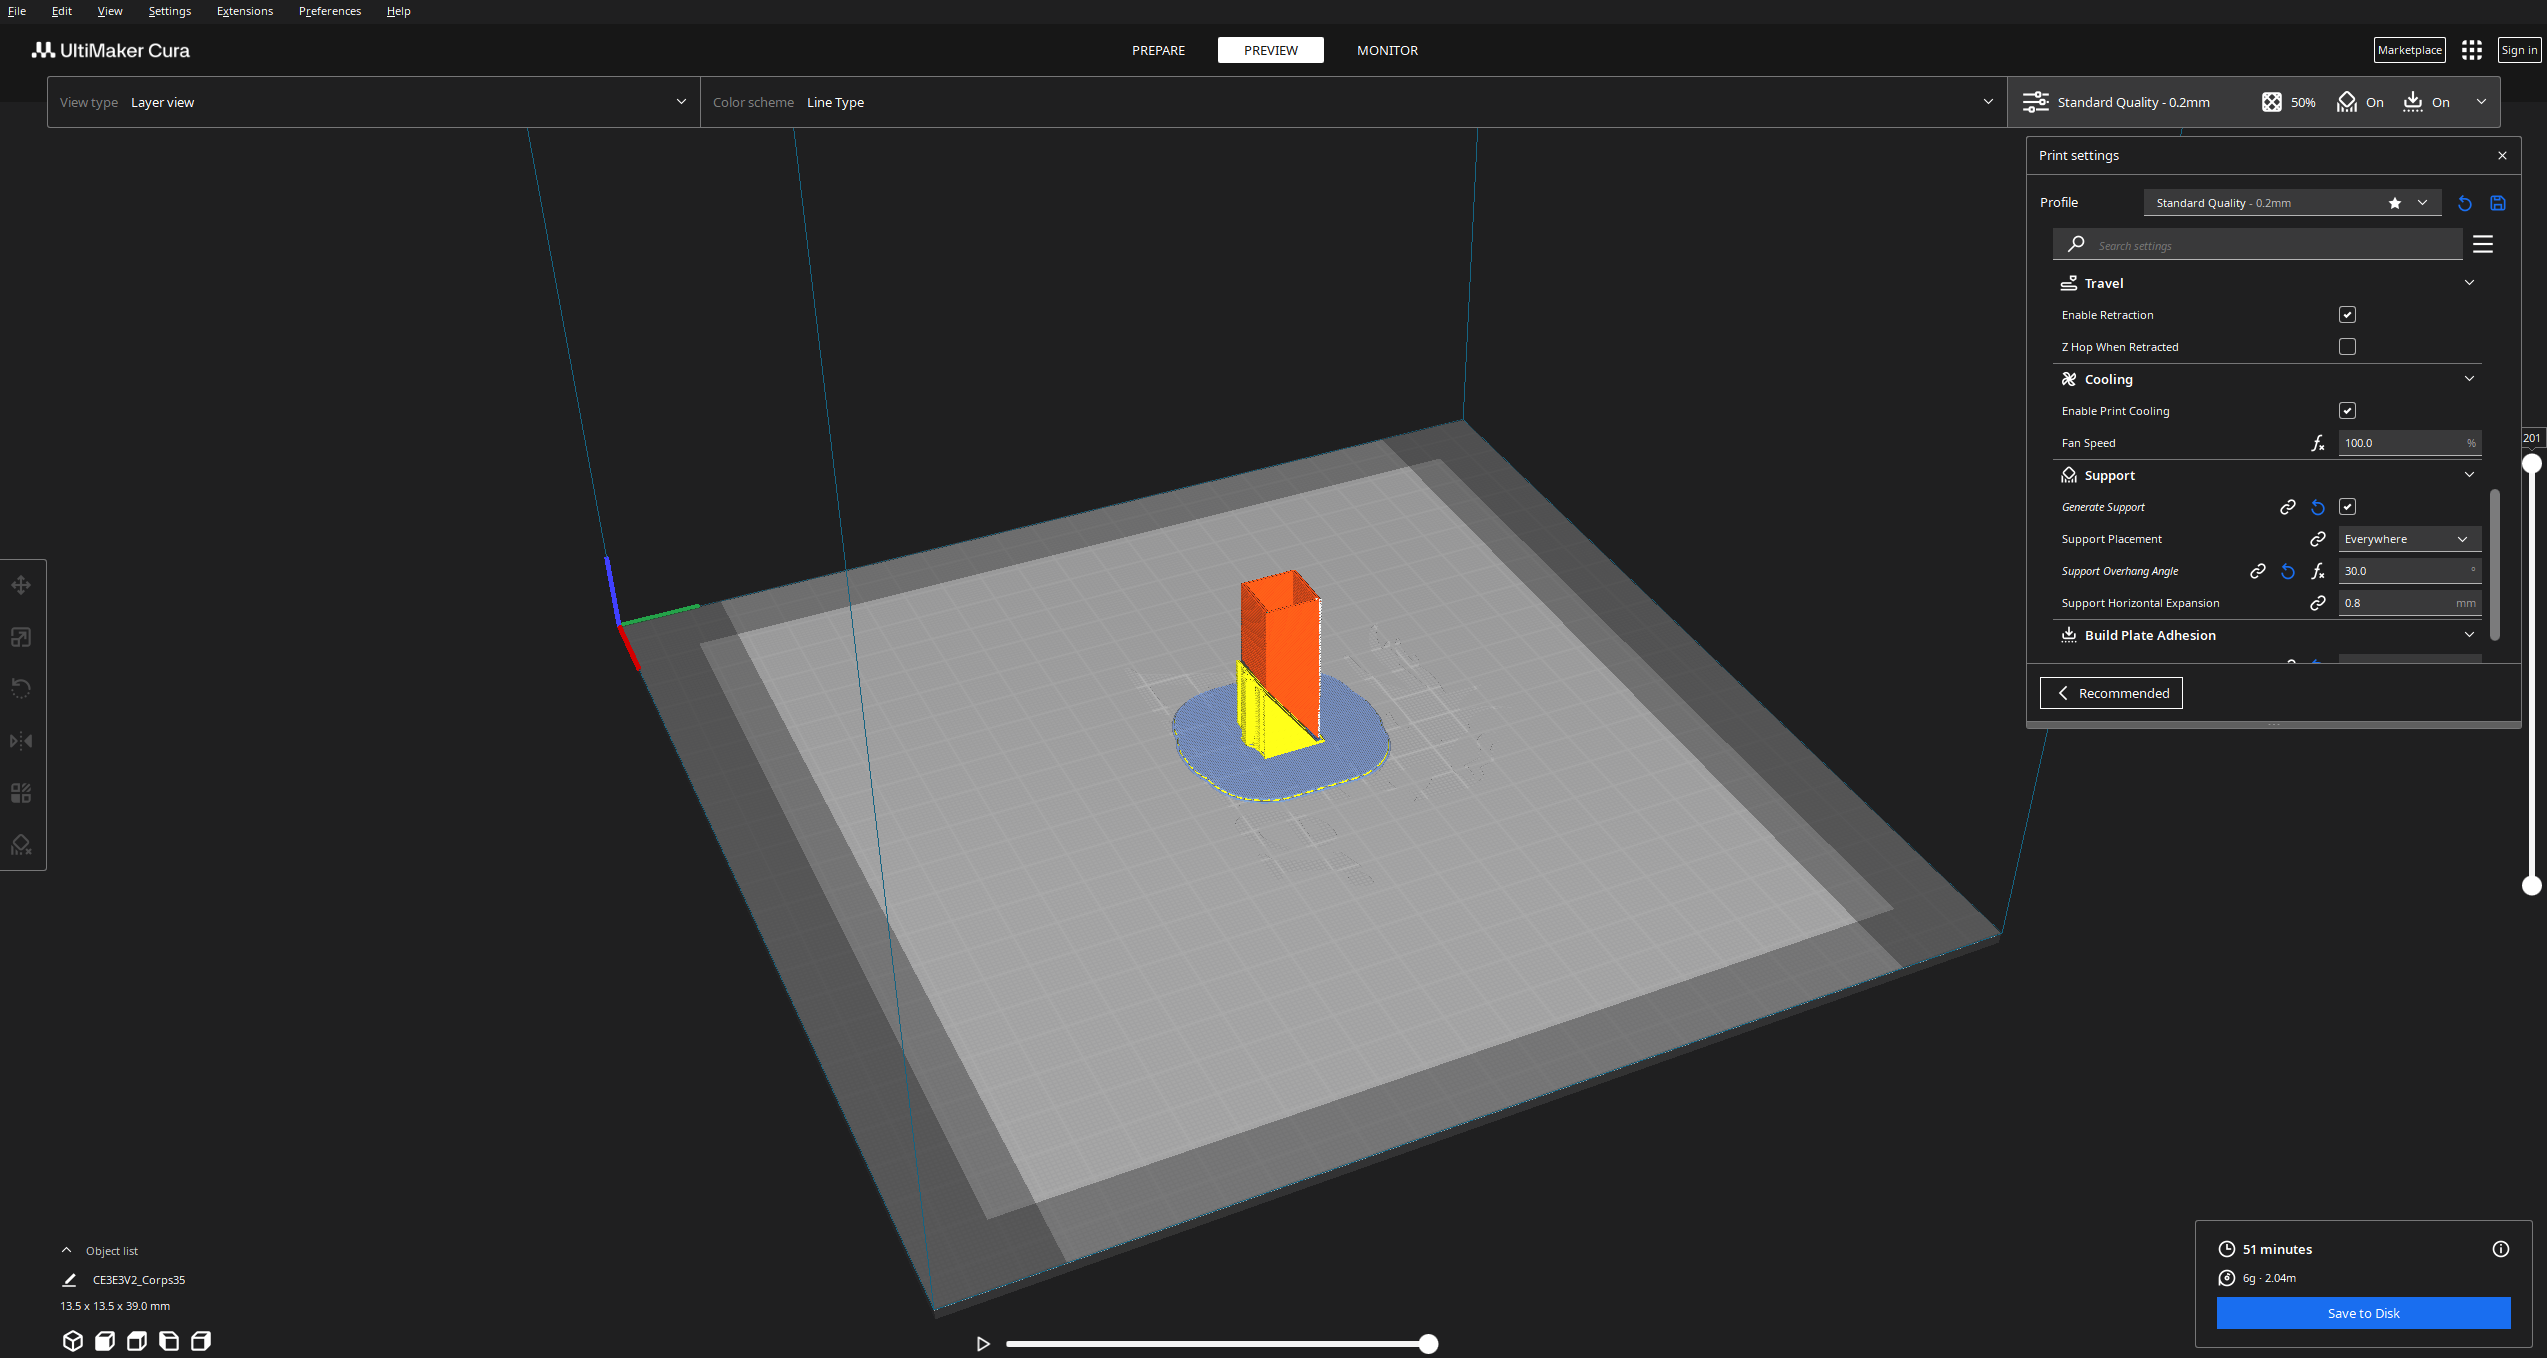 File Edit View Settings Extensions Preferences Help
UltiMaker Cura
PREPARE PREVIEW MONITOR
Marketplace Sign in
View type Layer view Color scheme Line Type Standard Quality - 0.2mm 50% On On
Print settings
Profile Standard Quality - 0.2mm
Search settings
Travel
Enable Retraction
Z Hop When Retracted
Cooling
Enable Print Cooling
Fan Speed 100.0 %
201
Support
Generate Support
Support Placement Everywhere
Support Overhang Angle 30.0 °
Support Horizontal Expansion 0.8 mm
Build Plate Adhesion
Recommended
Object list
CE3E3V2_Corps35
13.5 x 13.5 x 39.0 mm
51 minutes
6g · 2.04m
Save to Disk